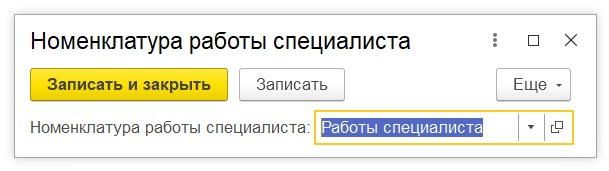 Номенклатура работы специалиста
Записать и закрыть Записать Еще
Номенклатура работы специалиста: Работы специалиста